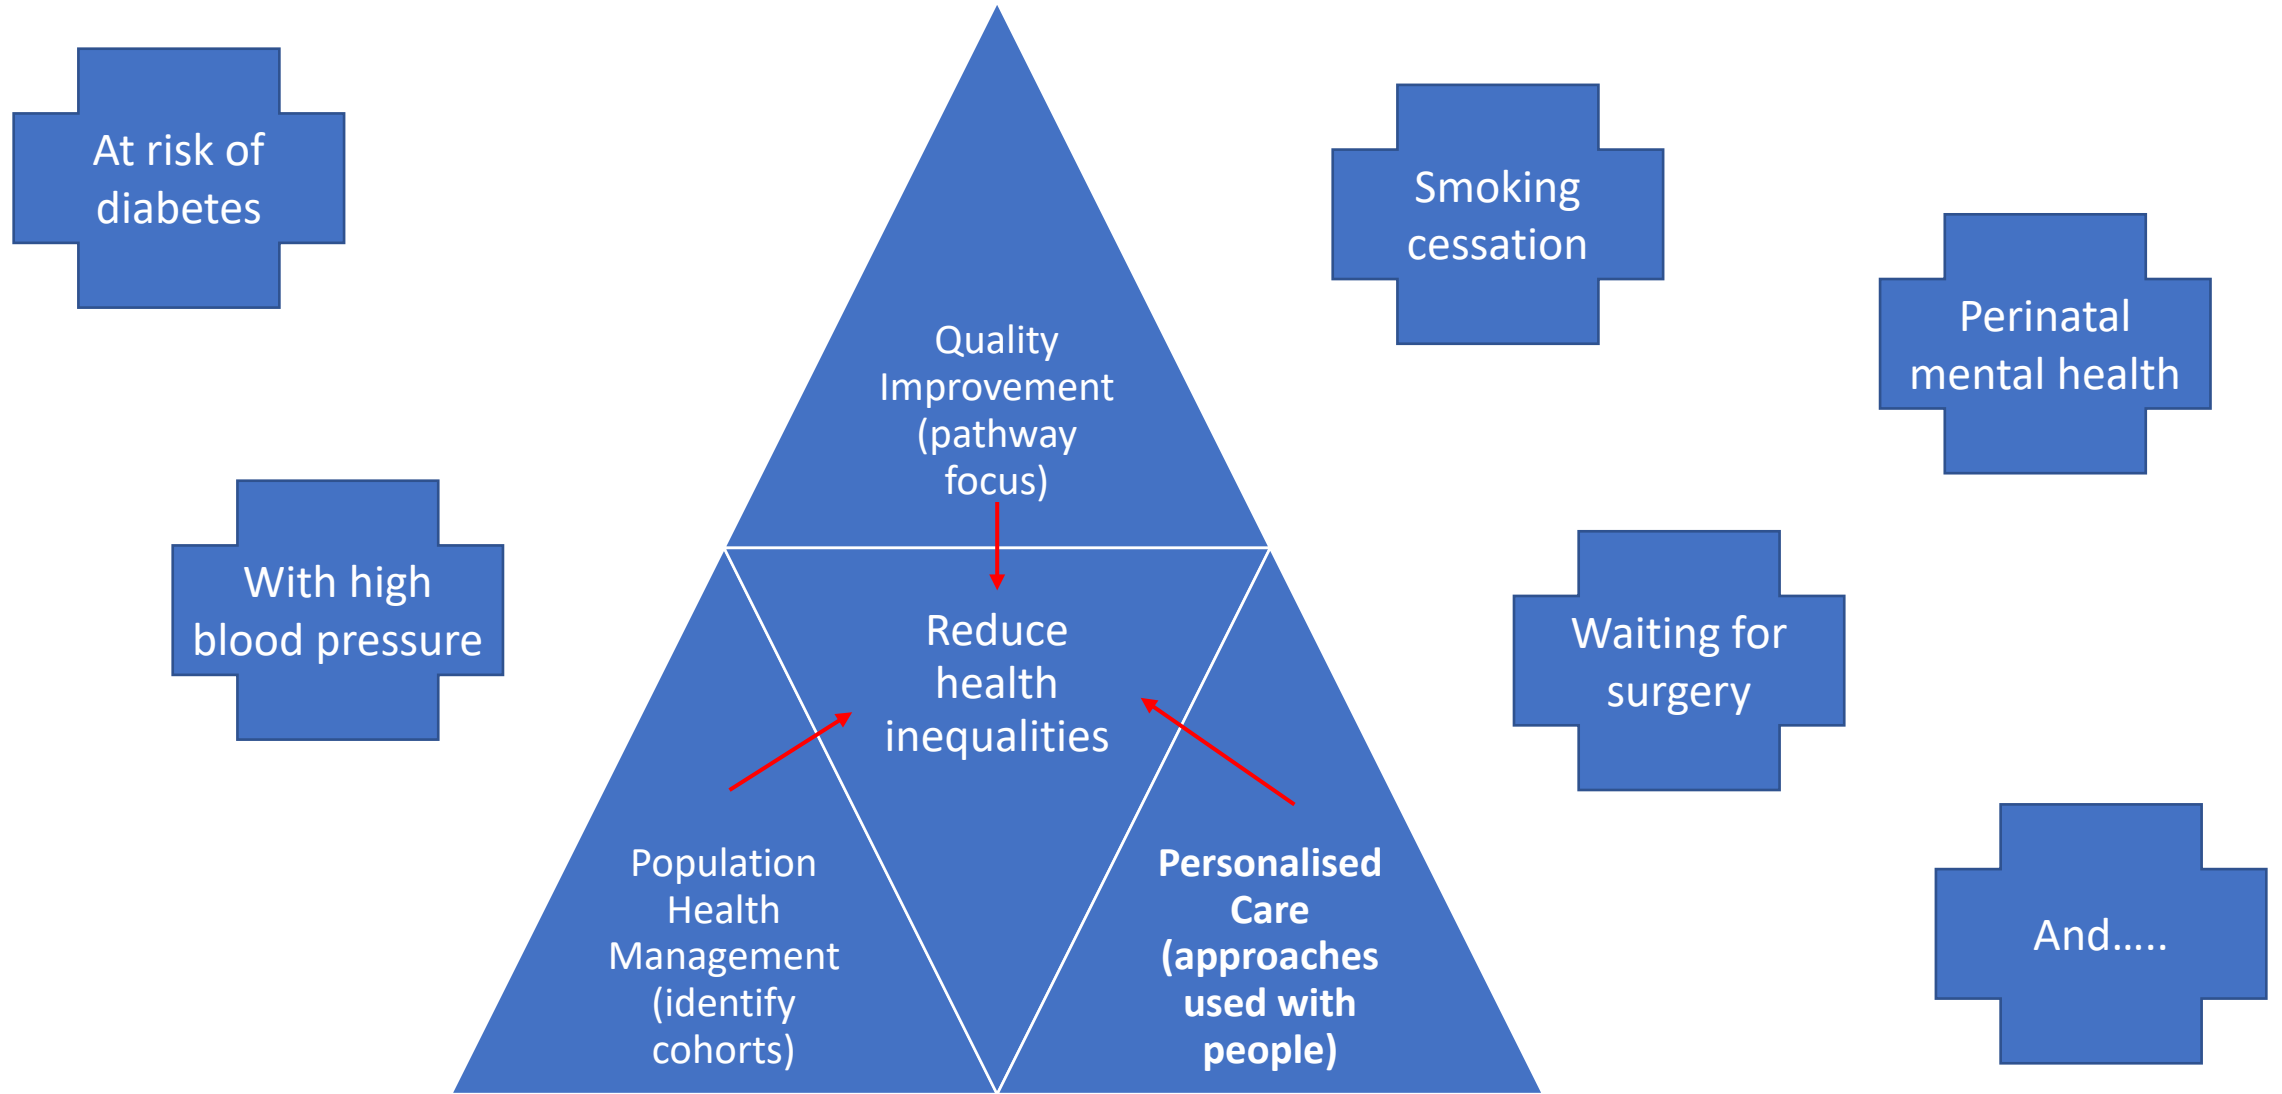 At risk of
diabetes
With high
blood pressure
Quality
Improvement
(pathway
focus)
Reduce
health
inequalities
Population
Health
Management
(identify
cohorts)
Personalised
Care
(approaches
used with
people)
Smoking
cessation
Perinatal
mental health
Waiting for
surgery
And…..